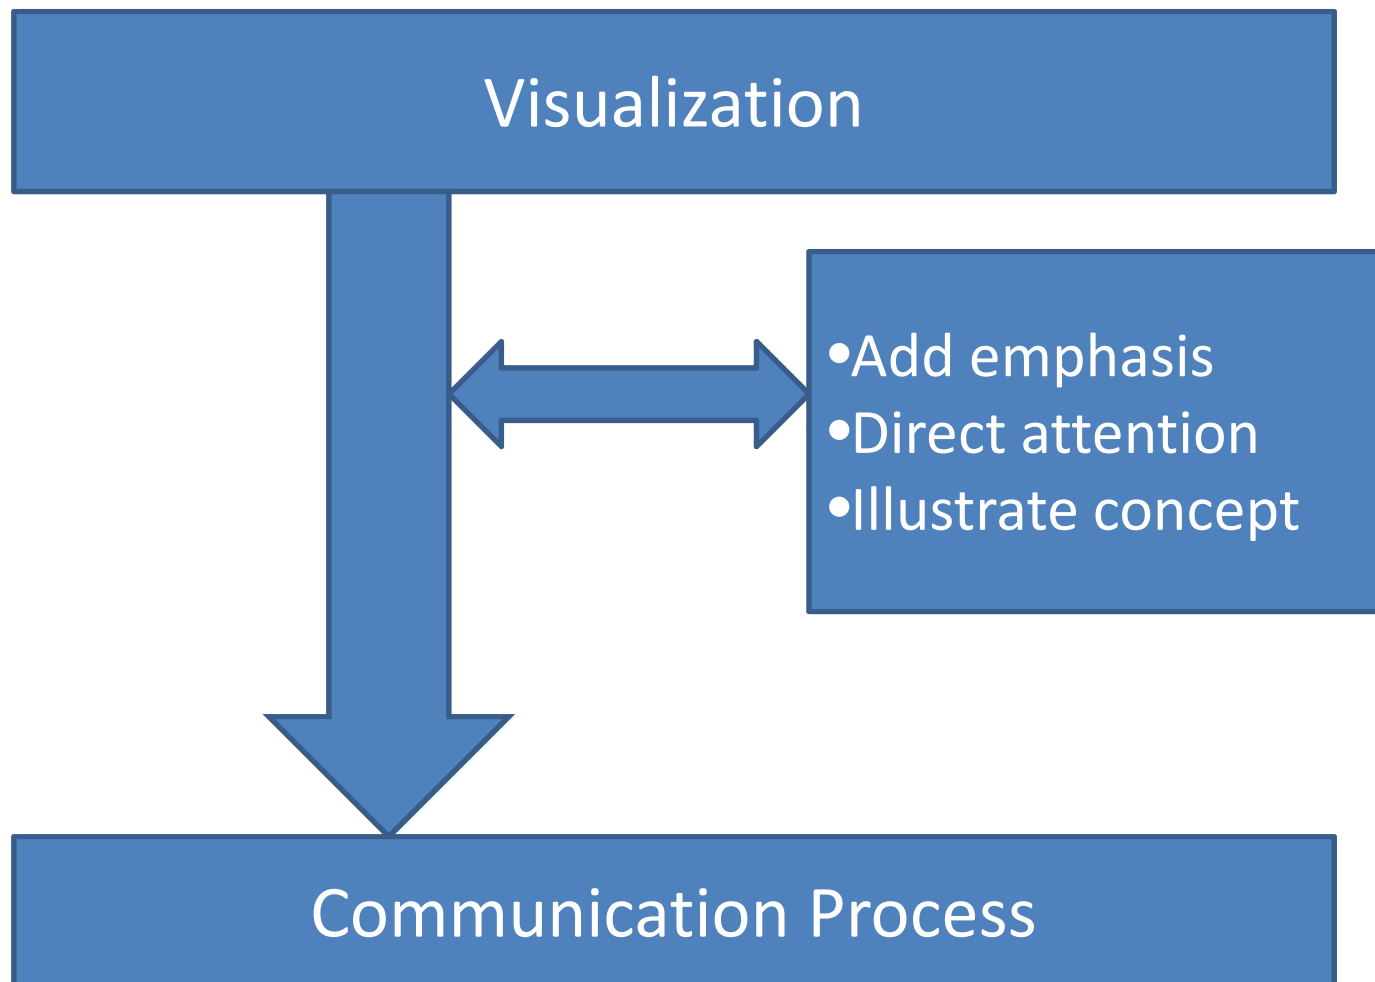 Visualization
•Add emphasis
•Direct attention
•Illustrate concept
Communication Process